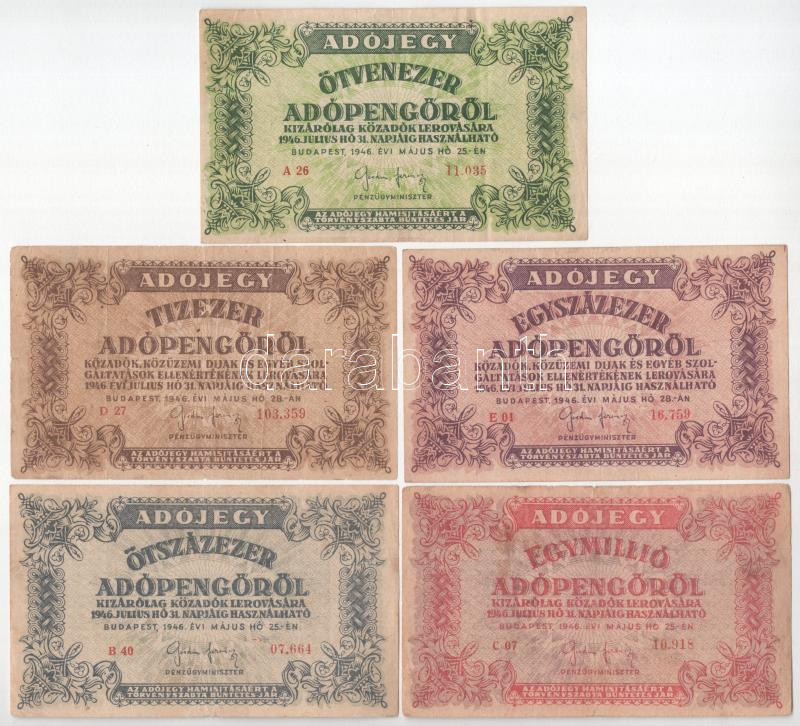 ADÓJEGY
ÖTVENEZER
ADÓPENGŐRŐL
KIZÁRÓLAG KÖZADÓK LEROVÁSÁRA
1946. JULIUS HÓ 31. NAPJÁIG HASZNÁLHATÓ
BUDAPEST, 1946. ÉVI MÁJUS HÓ 25.-ÉN
A 26 11.035
PÉNZÜGYMINISZTER
AZ ADÓJEGY HAMISITÁSÁÉRT A
TÖRVÉNYSZABTA BÜNTETÉS JÁR
ADÓJEGY
TIZEZER
ADÓPENGŐRŐL
KÖZADÓK, KÖZÜZEMI DIJAK ÉS EGYÉB SZOL-
GÁLTATÁSOK ELLENÉRTÉKÉNEK LEROVÁSÁRA
1946. ÉVI JULIUS HÓ 31. NAPJÁIG HASZNÁLHATÓ
BUDAPEST, 1946. ÉVI MÁJUS HÓ 28.-ÁN
D 27 103.359
PÉNZÜGYMINISZTER
AZ ADÓJEGY HAMISITÁSÁÉRT A
TÖRVÉNYSZABTA BÜNTETÉS JÁR
ADÓJEGY
EGYSZÁZEZER
ADÓPENGŐRŐL
KÖZADÓK, KÖZÜZEMI DIJAK ÉS EGYÉB SZOL-
GÁLTATÁSOK ELLENÉRTÉKÉNEK LEROVÁSÁRA
1946. ÉVI JULIUS HÓ 31. NAPJÁIG HASZNÁLHATÓ
BUDAPEST, 1946. ÉVI MÁJUS HÓ 28.-ÁN
E 01 16.759
PÉNZÜGYMINISZTER
AZ ADÓJEGY HAMISITÁSÁÉRT A
TÖRVÉNYSZABTA BÜNTETÉS JÁR
darabanth
ADÓJEGY
ÖTSZÁZEZER
ADÓPENGŐRŐL
KIZÁRÓLAG KÖZADÓK LEROVÁSÁRA
1946. JULIUS HÓ 31. NAPJÁIG HASZNÁLHATÓ
BUDAPEST, 1946. ÉVI MÁJUS HÓ 25.-ÉN
B 40 07.664
PÉNZÜGYMINISZTER
AZ ADÓJEGY HAMISITÁSÁÉRT A
TÖRVÉNYSZABTA BÜNTETÉS JÁR
ADÓJEGY
EGYMILLIÓ
ADÓPENGŐRŐL
KIZÁRÓLAG KÖZADÓK LEROVÁSÁRA
1946. JULIUS HÓ 31. NAPJÁIG HASZNÁLHATÓ
BUDAPEST, 1946. ÉVI MÁJUS HÓ 25.-ÉN
C 07 10.918
PÉNZÜGYMINISZTER
AZ ADÓJEGY HAMISITÁSÁÉRT A
TÖRVÉNYSZABTA BÜNTETÉS JÁR